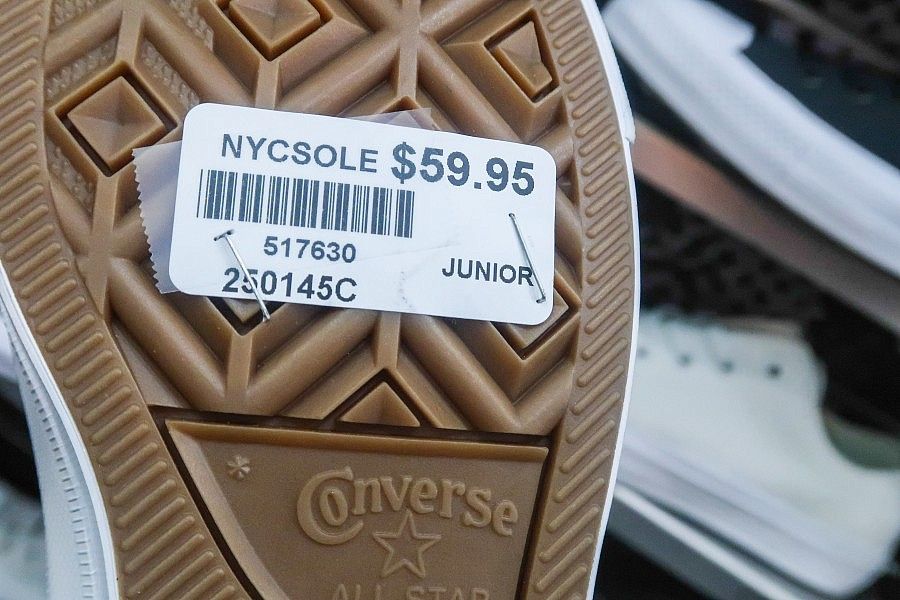 NYCSOLE $59.95
517630
250145C
JUNIOR
Converse
ALL STAR